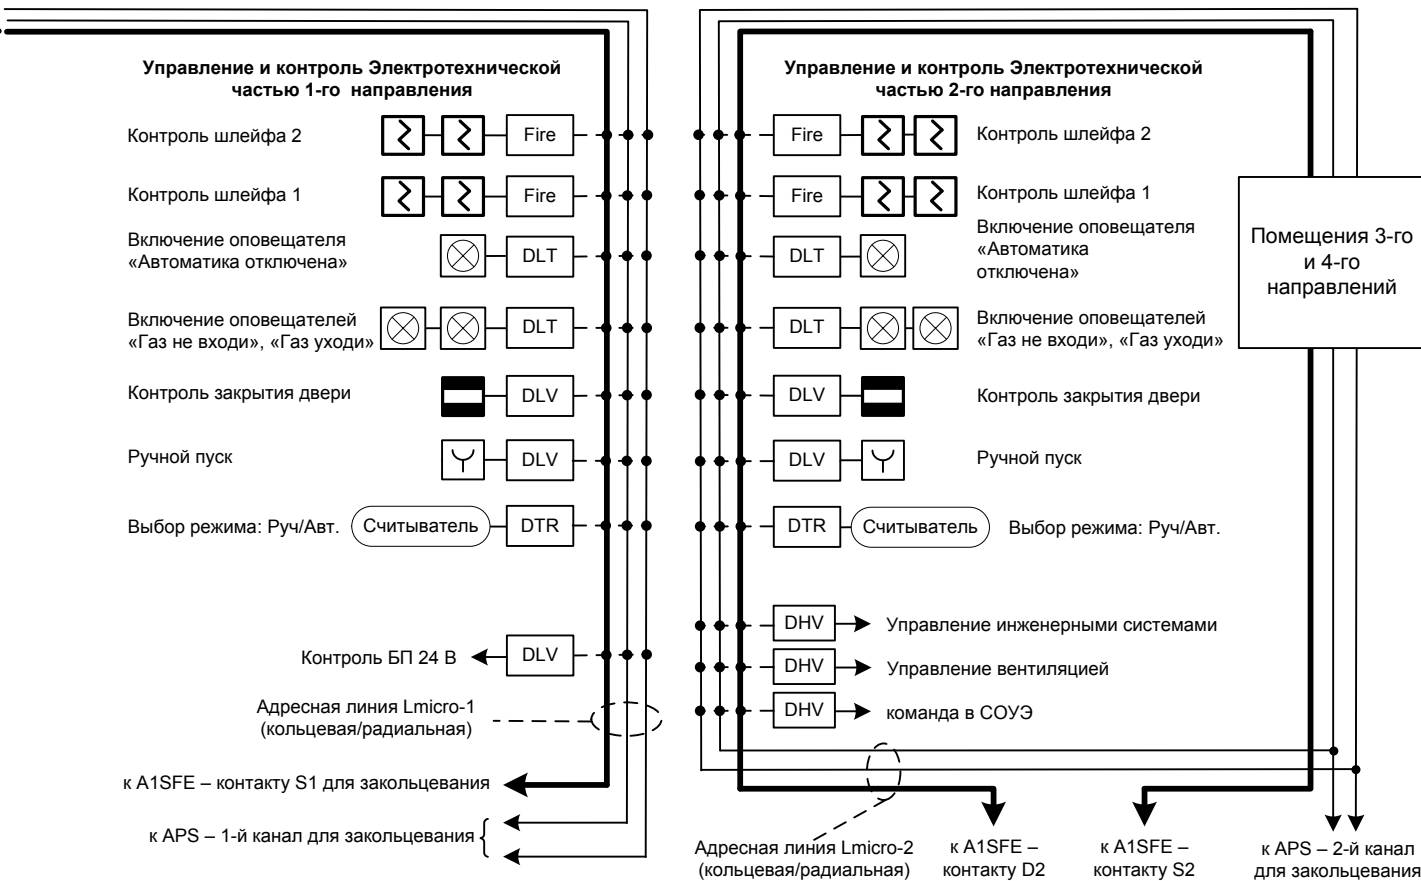 Управление и контроль Электротехнической
частью 1-го направления
Контроль шлейфа 2
Fire
Контроль шлейфа 1
Fire
Включение оповещателя
«Автоматика отключена»
DLT
Включение оповещателей
«Газ не входи», «Газ уходи»
DLT
Контроль закрытия двери
DLV
Ручной пуск
DLV
Выбор режима: Руч/Авт.
Считыватель
DTR
Контроль БП 24 В
DLV
Адресная линия Lmicro-1
(кольцевая/радиальная)
к A1SFE – контакту S1 для закольцевания
к APS – 1-й канал для закольцевания
Управление и контроль Электротехнической
частью 2-го направления
Fire
Контроль шлейфа 2
Fire
Контроль шлейфа 1
DLT
Включение оповещателя
«Автоматика
отключена»
DLT
Включение оповещателей
«Газ не входи», «Газ уходи»
DLV
Контроль закрытия двери
DLV
Ручной пуск
DTR
Считыватель
Выбор режима: Руч/Авт.
DHV
Управление инженерными системами
DHV
Управление вентиляцией
DHV
команда в СОУЭ
Помещения 3-го
и 4-го
направлений
Адресная линия Lmicro-2
(кольцевая/радиальная)
к A1SFE –
контакту D2
к A1SFE –
контакту S2
к APS – 2-й канал
для закольцевания